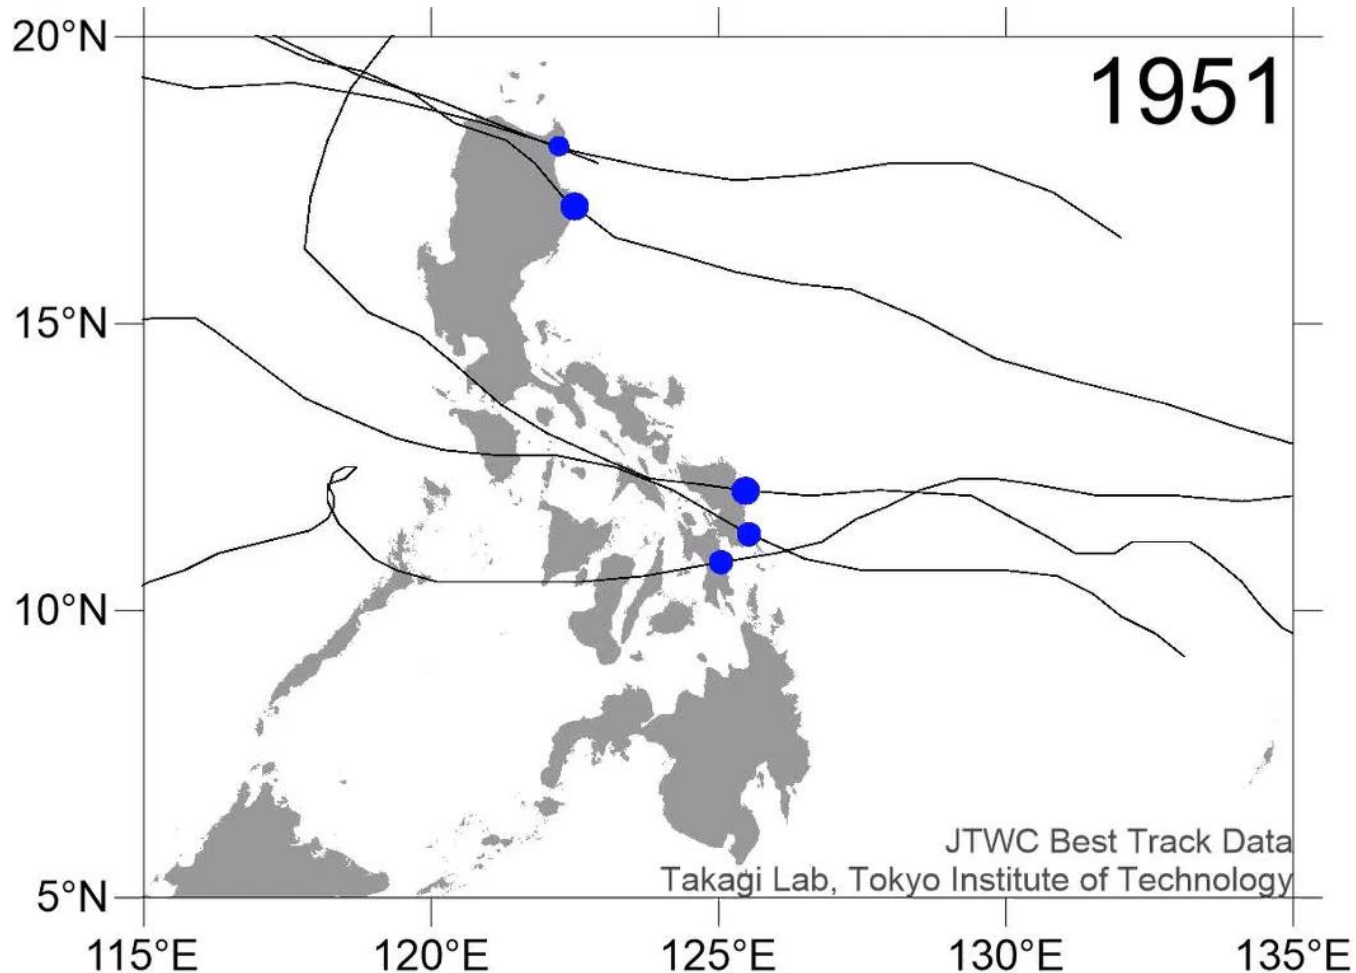 20°N
1951
15°N
10°N
JTWC Best Track Data
Takagi Lab, Tokyo Institute of Technology
5°N
115°E 120°E 125°E 130°E 135°E